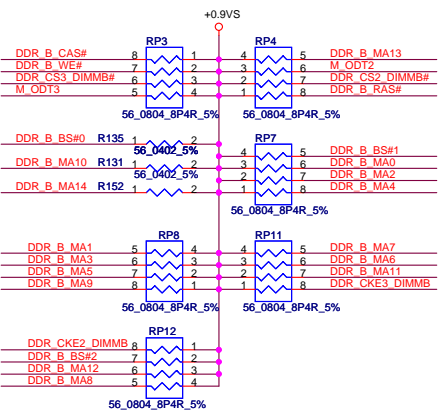 +0.9VS
RP3 RP4
DDR_B_CAS# 8 1 4 5 DDR_B_MA13
DDR_B_WE# 7 2 3 6 M_ODT2
DDR_CS3_DIMMB# 6 3 2 7 DDR_CS2_DIMMB#
M_ODT3 5 4 1 8 DDR_B_RAS#
56_0804_8P4R_5% 56_0804_8P4R_5%
DDR_B_BS#0 R135 1 2 RP7
56_0402_5% 4 5 DDR_B_BS#1
DDR_B_MA10 R131 1 2 3 6 DDR_B_MA0
56_0402_5% 2 7 DDR_B_MA2
DDR_B_MA14 R152 1 2 1 8 DDR_B_MA4
56_0804_8P4R_5%
RP8 RP11
DDR_B_MA1 5 4 4 5 DDR_B_MA7
DDR_B_MA3 6 3 3 6 DDR_B_MA6
DDR_B_MA5 7 2 2 7 DDR_B_MA11
DDR_B_MA9 8 1 1 8 DDR_CKE3_DIMMB
56_0804_8P4R_5% 56_0804_8P4R_5%
RP12
DDR_CKE2_DIMMB 8 1
DDR_B_BS#2 7 2
DDR_B_MA12 6 3
DDR_B_MA8 5 4
56_0804_8P4R_5%